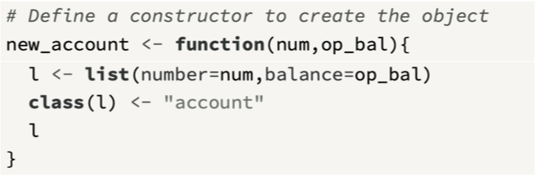 # Define a constructor to create the object
new_account <- function(num,op_bal){
  l <- list(number=num,balance=op_bal)
  class(l) <- "account"
  l
}